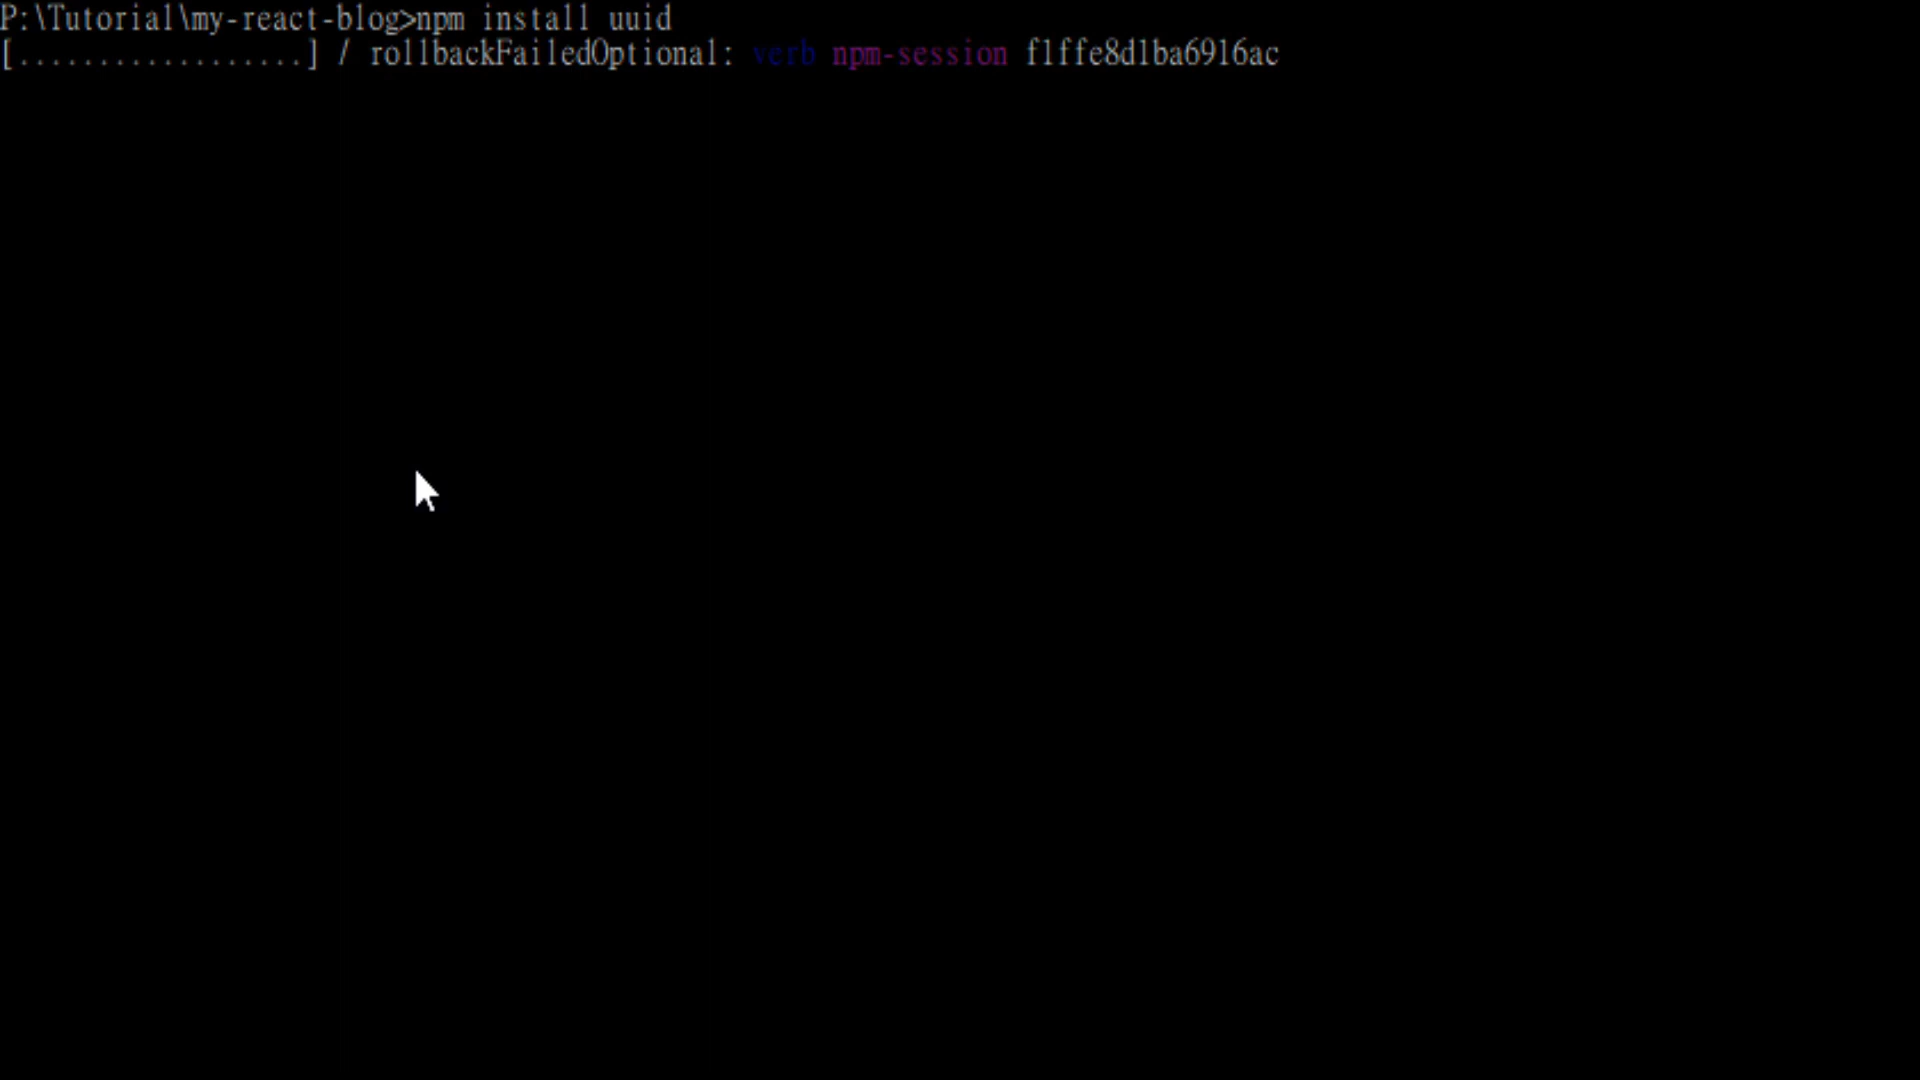 P:\Tutorial\my-react-blog>npm install uuid
[..................] / rollbackFailedOptional: verb npm-session f1ffe8d1ba6916ac